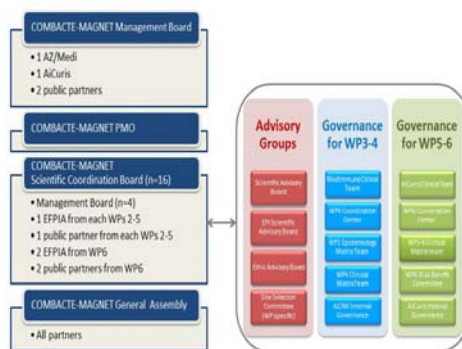 COMBACTE-MAGNET Management Board
• 1 AZ/Medi
• 1 AiCuris
• 2 public partners
COMBACTE-MAGNET PMO
COMBACTE-MAGNET
Scientific Coordination Board (n=16)
• Management Board (n=4)
• 1 EFPIA from each WPs 2-5
• 1 public partner from each WPs 2-5
• 2 EFPIA from WP6
• 2 public partners from WP6
COMBACTE-MAGNET General Assembly
• All partners
Advisory
Groups
Scientific Advisory
Board
EPI Scientific
Advisory Board
Ethic Advisory Board
Site Selection
Committee
(WP specific)
Governance
for WP3-4
MedImmune Clinical
Team
WP4 Coordination
Center
WP3 Epidemiology
Matrix Team
WP4 Clinical
Matrix Team
AZ/MI Internal
Governance
Governance
for WP5-6
AiCuris Clinical Team
WP6 Coordination
Center
WP5-6 Clinical
Matrix team
WP6 Risk Benefit
Committee
AiCuris Internal
Governance